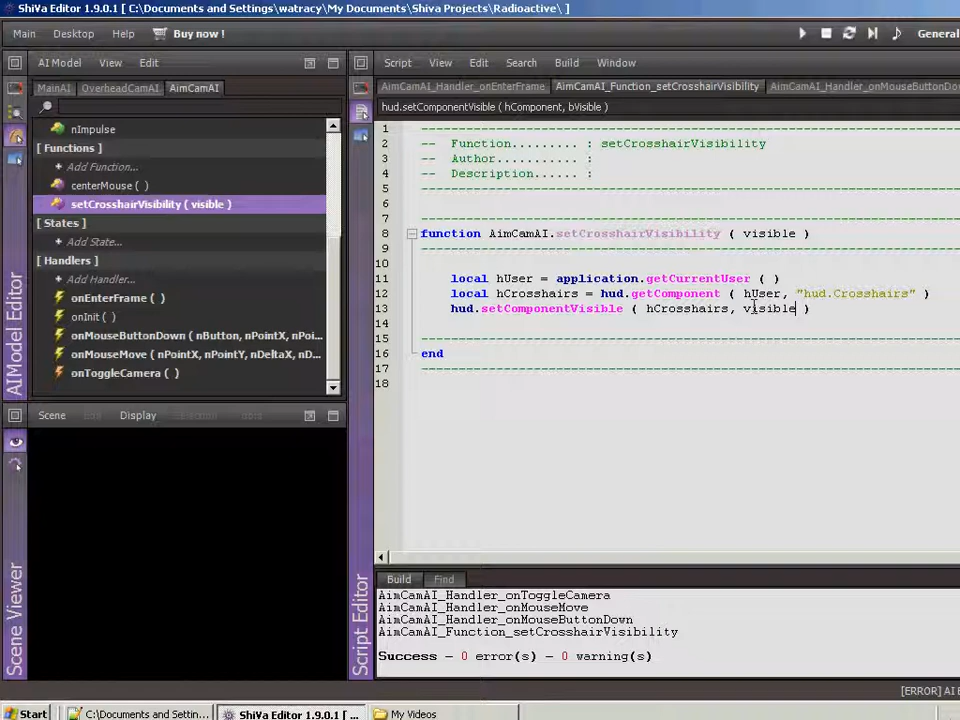 ShiVa Editor 1.9.0.1 [ C:\Documents and Settings\watracy\My Documents\Shiva Projects\Radioactive\ ]
Main Desktop Help Buy now ! General
AI Model View Edit
Script View Edit Search Build Window
MainAI OverheadCamAI AimCamAI
AimCamAI_Handler_onEnterFrame AimCamAI_Function_setCrosshairVisibility AimCamAI_Handler_onMouseButtonDow
hud.setComponentVisible ( hComponent, bVisible )
nImpulse
[ Functions ]
+ Add Function...
centerMouse ( )
setCrosshairVisibility ( visible )
[ States ]
+ Add State...
[ Handlers ]
+ Add Handler...
onEnterFrame ( )
onInit ( )
onMouseButtonDown ( nButton, nPointX, nPoin...
onMouseMove ( nPointX, nPointY, nDeltaX, nD...
onToggleCamera ( )
AIModel Editor
1 --------------------------------------------------------------------------------
2 --  Function......... : setCrosshairVisibility
3 --  Author........... :
4 --  Description...... :
5 --------------------------------------------------------------------------------
6
7 --------------------------------------------------------------------------------
8 function AimCamAI.setCrosshairVisibility ( visible )
9 --------------------------------------------------------------------------------
10
11 local hUser = application.getCurrentUser ( )
12 local hCrosshairs = hud.getComponent ( hUser, "hud.Crosshairs" )
13 hud.setComponentVisible ( hCrosshairs, visible )
14
15 --------------------------------------------------------------------------------
16 end
17 --------------------------------------------------------------------------------
18
Scene Display
Scene Viewer
Script Editor
Build Find
AimCamAI_Handler_onToggleCamera
AimCamAI_Handler_onMouseMove
AimCamAI_Handler_onMouseButtonDown
AimCamAI_Function_setCrosshairVisibility
Success - 0 error(s) - 0 warning(s)
[ERROR] AI E
Start C:\Documents and Settin... ShiVa Editor 1.9.0.1 [ ... My Videos